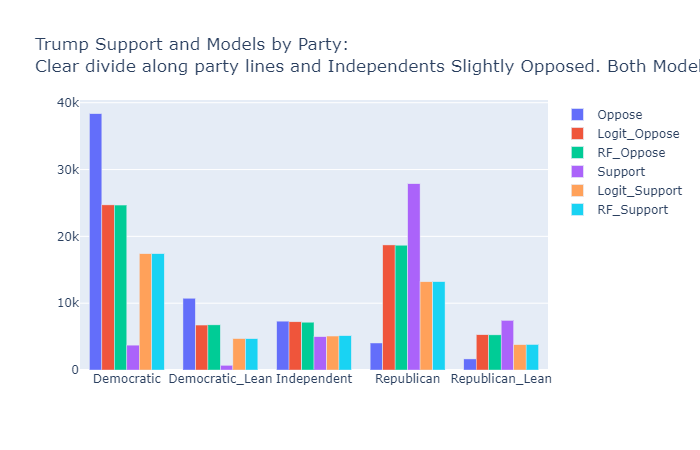 Trump Support and Models by Party:
Clear divide along party lines and Independents Slightly Opposed. Both Model
40k
30k
20k
10k
0
Democratic
Democratic_Lean
Independent
Republican
Republican_Lean
Oppose
Logit_Oppose
RF_Oppose
Support
Logit_Support
RF_Support